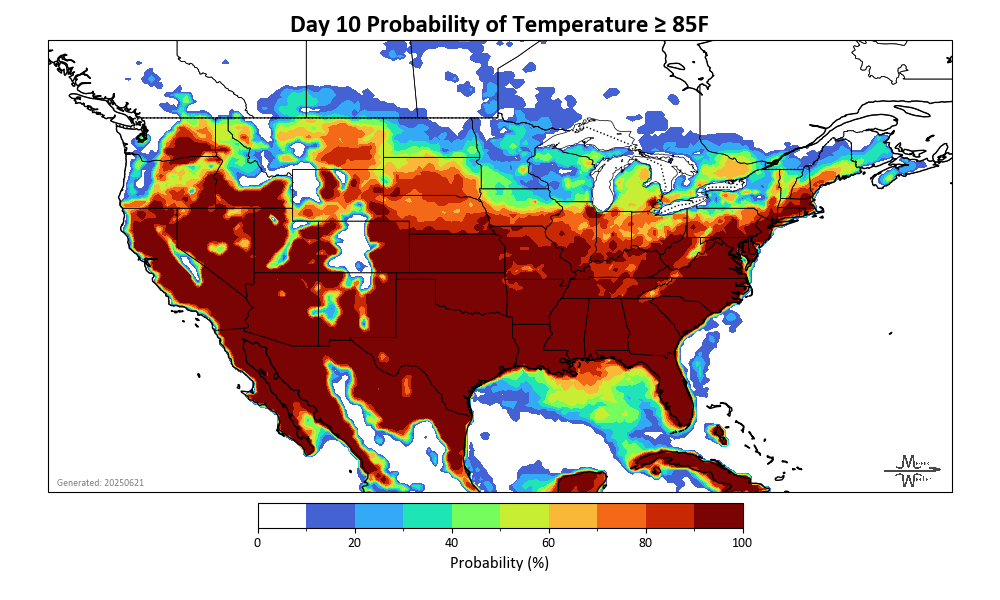 Day 10 Probability of Temperature ≥ 85F
Generated: 20250621
0 20 40 60 80 100
Probability (%)